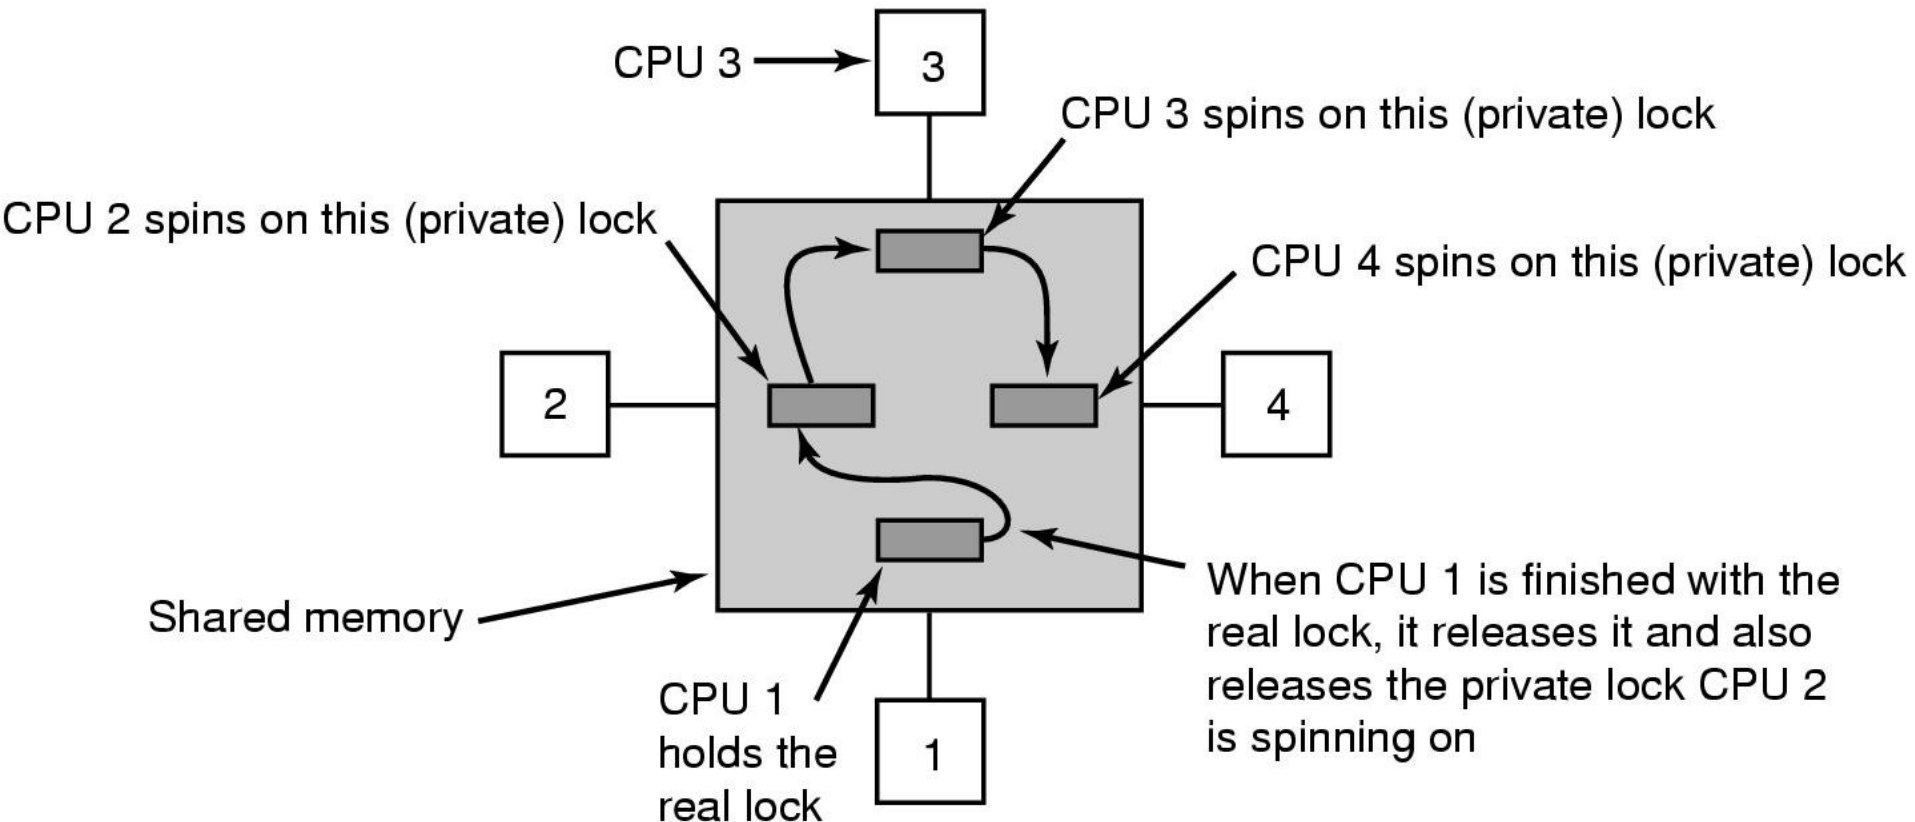 CPU 3
3
CPU 3 spins on this (private) lock
CPU 2 spins on this (private) lock
CPU 4 spins on this (private) lock
2
4
Shared memory
CPU 1
holds the
real lock
1
When CPU 1 is finished with the
real lock, it releases it and also
releases the private lock CPU 2
is spinning on